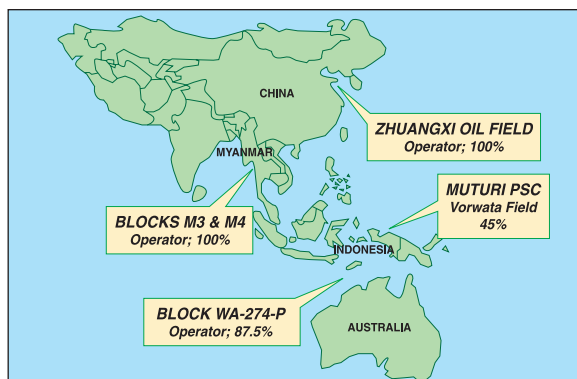 CHINA
ZHUANGXI OIL FIELD
Operator; 100%
MYANMAR
MUTURI PSC
Vorwata Field
45%
BLOCKS M3 & M4
Operator; 100%
INDONESIA
BLOCK WA-274-P
Operator; 87.5%
AUSTRALIA